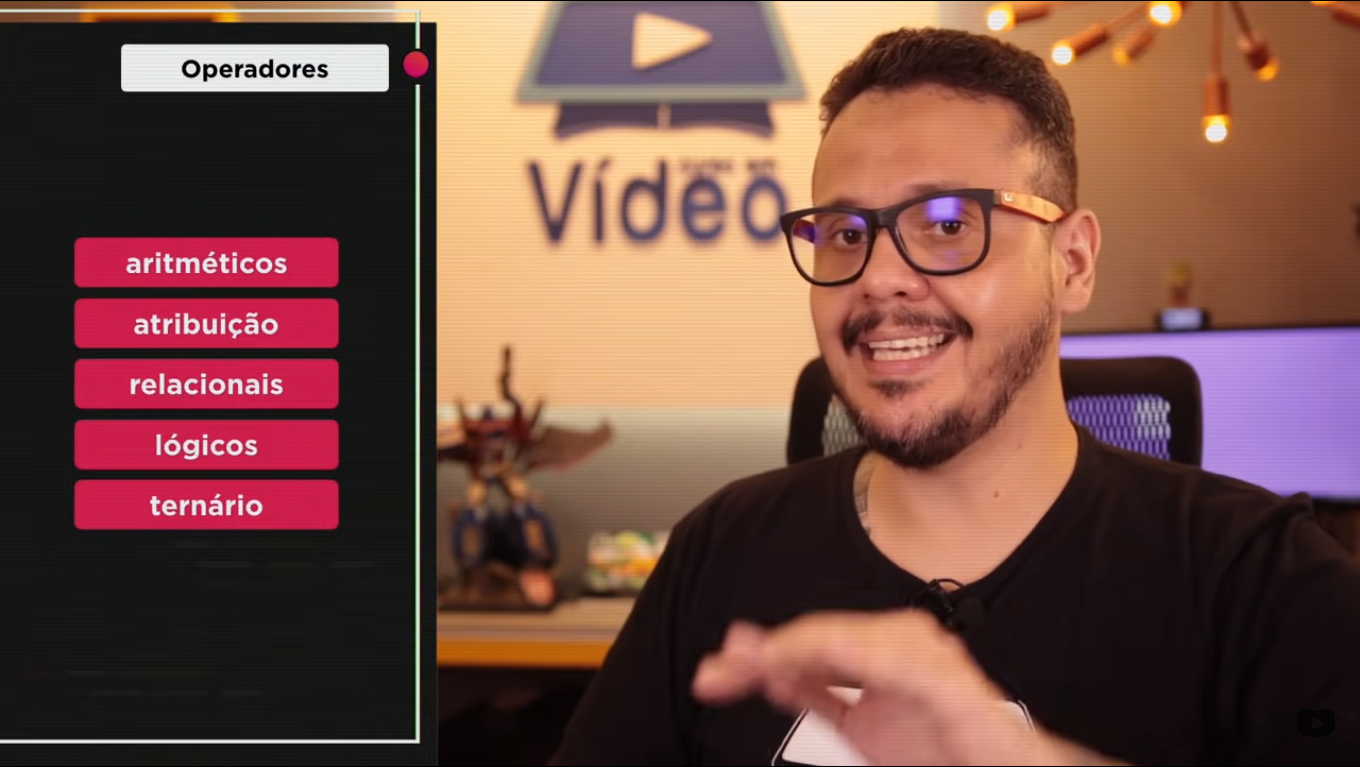 Operadores
aritméticos
atribuição
relacionais
lógicos
ternário
Vídeo